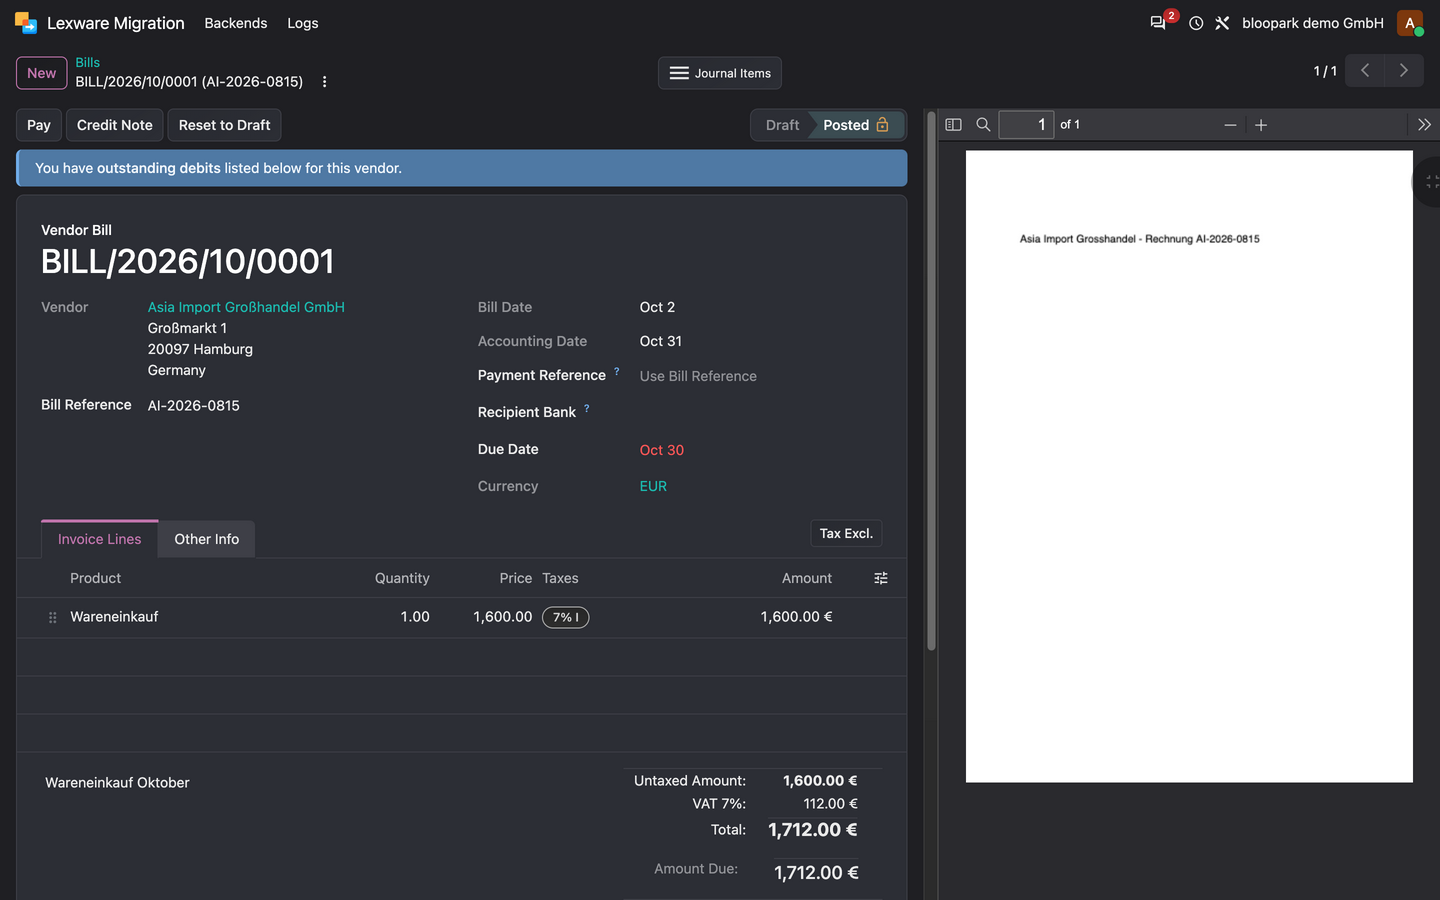 Lexware Migration Backends Logs 2 bloopark demo GmbH A
New
Bills
BILL/2026/10/0001 (AI-2026-0815)
Journal Items
1 / 1
Pay Credit Note Reset to Draft Draft Posted
1 of 1
You have outstanding debits listed below for this vendor.
Vendor Bill
BILL/2026/10/0001
Vendor Asia Import Großhandel GmbH
Großmarkt 1
20097 Hamburg
Germany
Bill Reference AI-2026-0815
Bill Date Oct 2
Accounting Date Oct 31
Payment Reference ? Use Bill Reference
Recipient Bank ?
Due Date Oct 30
Currency EUR
Invoice Lines Other Info Tax Excl.
Product Quantity Price Taxes Amount
Wareneinkauf 1.00 1,600.00 7% I 1,600.00 €
Wareneinkauf Oktober
Untaxed Amount: 1,600.00 €
VAT 7%: 112.00 €
Total: 1,712.00 €
Amount Due: 1,712.00 €
Asia Import Grosshandel - Rechnung AI-2026-0815